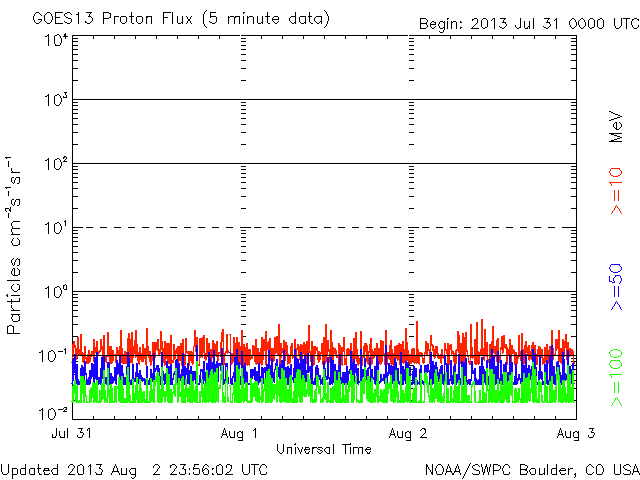 GOES13 Proton Flux (5 minute data)
Begin: 2013 Jul 31 0000 UTC
Particles cm⁻²s⁻¹sr⁻¹
10⁴
10³
10²
10¹
10⁰
10⁻¹
10⁻²
Jul 31
Aug 1
Aug 2
Aug 3
Universal Time
MeV
>=10
>=50
>=100
Updated 2013 Aug 2 23:56:02 UTC
NOAA/SWPC Boulder, CO USA